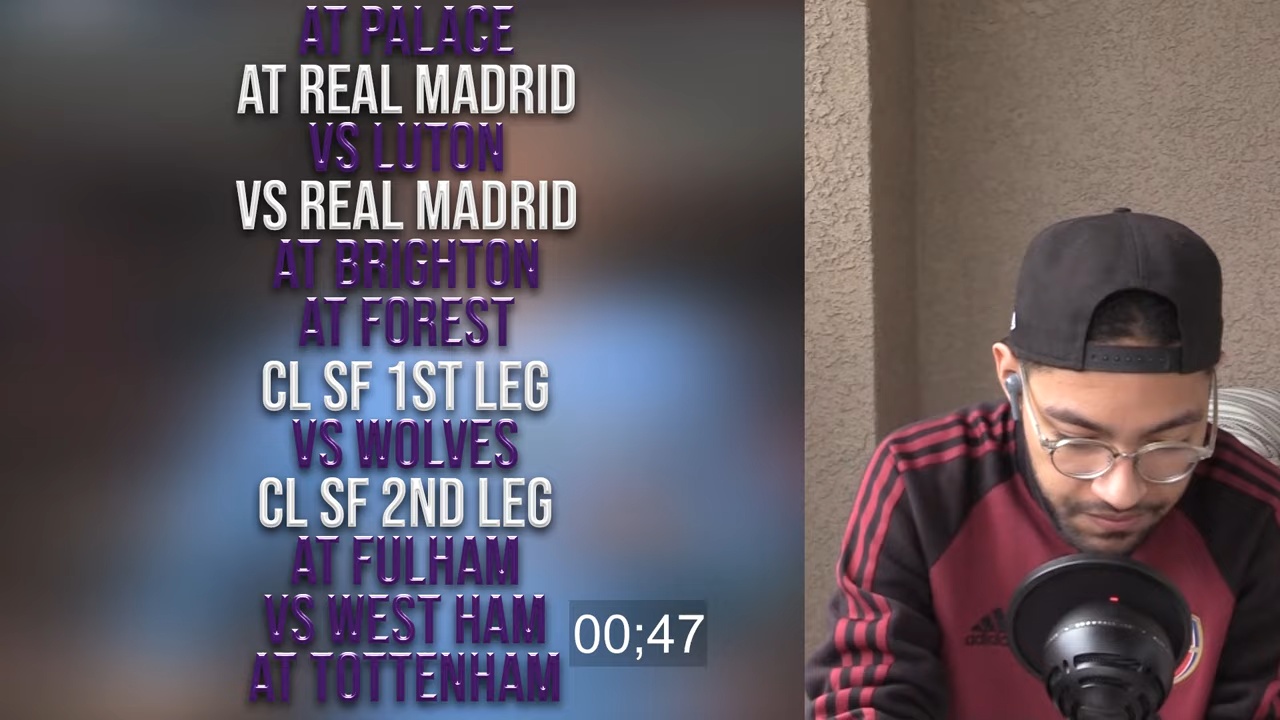 AT PALACE
AT REAL MADRID
VS LUTON
VS REAL MADRID
AT BRIGHTON
AT FOREST
CL SF 1ST LEG
VS WOLVES
CL SF 2ND LEG
AT FULHAM
VS WEST HAM
AT TOTTENHAM
00;47
adidas